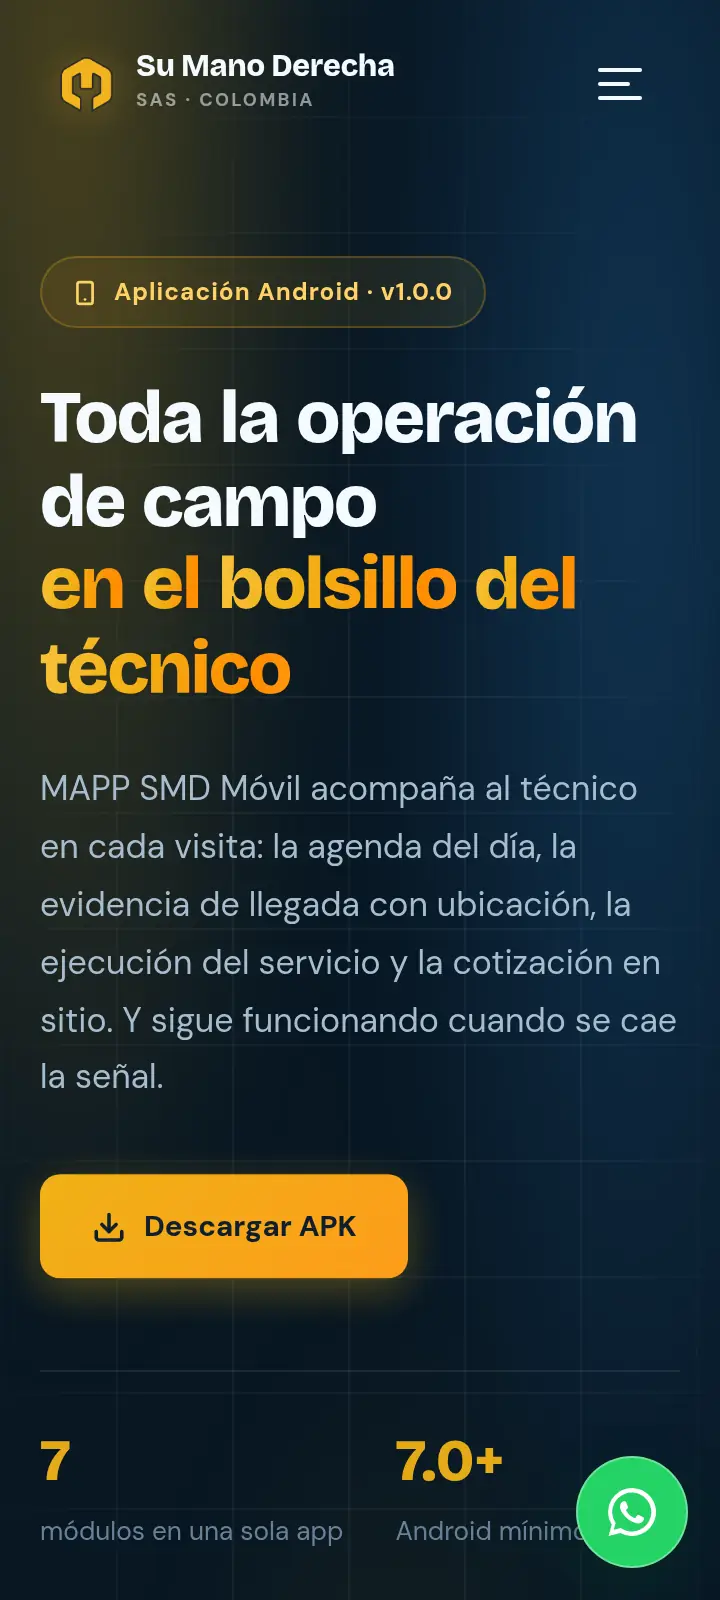 Su Mano Derecha
SAS · COLOMBIA
Aplicación Android · v1.0.0
Toda la operación
de campo
en el bolsillo del
técnico
MAPP SMD Móvil acompaña al técnico
en cada visita: la agenda del día, la
evidencia de llegada con ubicación, la
ejecución del servicio y la cotización en
sitio. Y sigue funcionando cuando se cae
la señal.
Descargar APK
7
módulos en una sola app
7.0+
Android mínimo